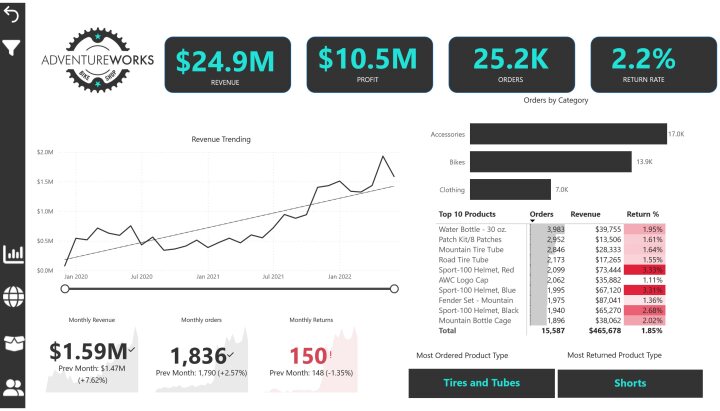 ADVENTUREWORKS
BIKE SHOP
$24.9M
REVENUE
$10.5M
PROFIT
25.2K
ORDERS
2.2%
RETURN RATE
Orders by Category
Accessories 17.0K
Bikes 13.9K
Clothing 7.0K
Revenue Trending
$2.0M
$1.5M
$1.0M
$0.5M
$0.0M
Jan 2020 Jul 2020 Jan 2021 Jul 2021 Jan 2022
Top 10 Products Orders Revenue Return %
Water Bottle - 30 oz. 3,983 $39,755 1.95%
Patch Kit/8 Patches 2,952 $13,506 1.61%
Mountain Tire Tube 2,846 $28,333 1.64%
Road Tire Tube 2,173 $17,265 1.55%
Sport-100 Helmet, Red 2,099 $73,444 3.33%
AWC Logo Cap 2,062 $35,882 1.11%
Sport-100 Helmet, Blue 1,995 $67,120 3.31%
Fender Set - Mountain 1,975 $87,041 1.36%
Sport-100 Helmet, Black 1,940 $65,270 2.68%
Mountain Bottle Cage 1,896 $38,062 2.02%
Total 15,587 $465,678 1.85%
Monthly Revenue
$1.59M
Prev Month: $1.47M
(+7.62%)
Monthly orders
1,836
Prev Month: 1,790 (+2.57%)
Monthly Returns
150!
Prev Month: 148 (-1.35%)
Most Ordered Product Type
Tires and Tubes
Most Returned Product Type
Shorts